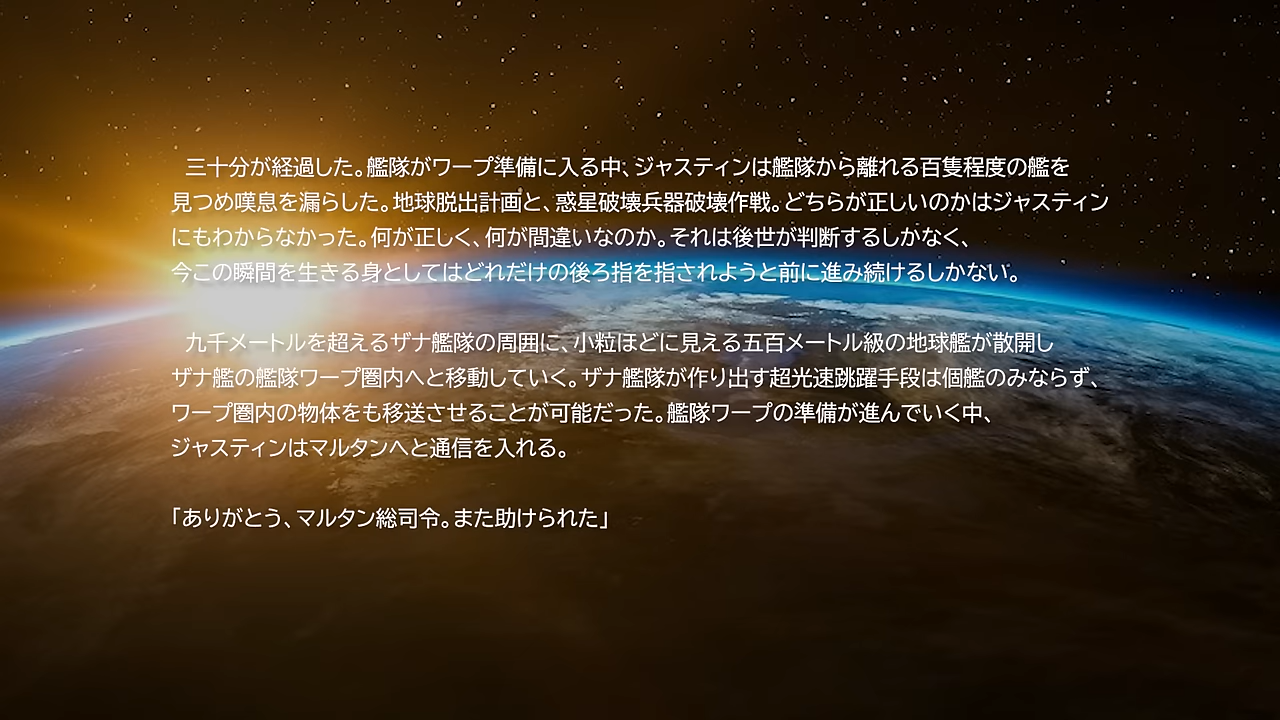 三十分が経過した。艦隊がワープ準備に入る中、ジャスティンは艦隊から離れる百隻程度の艦を
見つめ嘆息を漏らした。地球脱出計画と、惑星破壊兵器破壊作戦。どちらが正しいのかはジャスティン
にもわからなかった。何が正しく、何が間違いなのか。それは後世が判断するしかなく、
今この瞬間を生きる身としてはどれだけの後ろ指を指されようと前に進み続けるしかない。
九千メートルを超えるザナ艦隊の周囲に、小粒ほどに見える五百メートル級の地球艦が散開し
ザナ艦の艦隊ワープ圏内へと移動していく。ザナ艦隊が作り出す超光速跳躍手段は個艦のみならず、
ワープ圏内の物体をも移送させることが可能だった。艦隊ワープの準備が進んでいく中、
ジャスティンはマルタンへと通信を入れる。
「ありがとう、マルタン総司令。また助けられた」